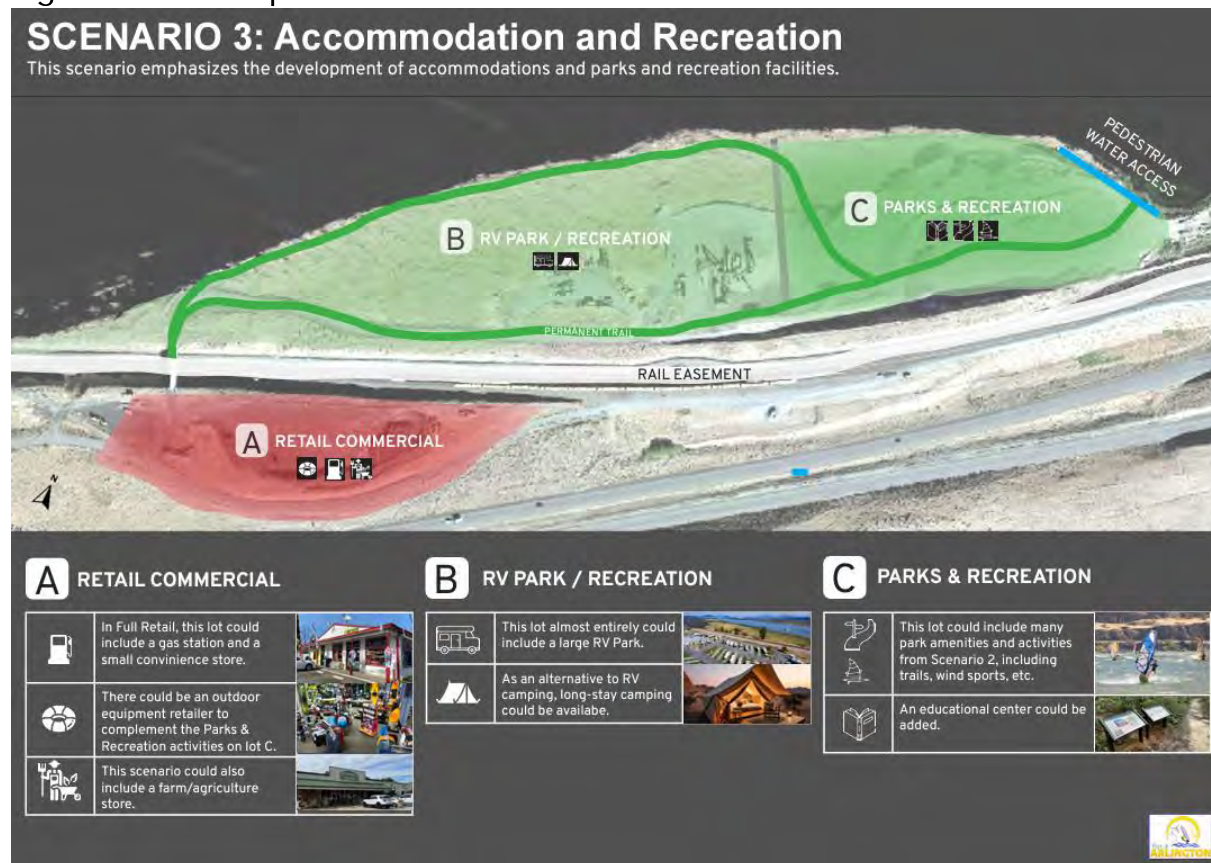 SCENARIO 3: Accommodation and Recreation
This scenario emphasizes the development of accommodations and parks and recreation facilities.
PEDESTRIAN
WATER ACCESS
C PARKS & RECREATION
B RV PARK / RECREATION
PERMANENT TRAIL
RAIL EASEMENT
A RETAIL COMMERCIAL
A RETAIL COMMERCIAL
In Full Retail, this lot could
include a gas station and a
small convinience store.
There could be an outdoor
equipment retailer to
complement the Parks &
Recreation activities on lot C.
This scenario could also
include a farm/agriculture
store.
B RV PARK / RECREATION
This lot almost entirely could
include a large RV Park.
As an alternative to RV
camping, long-stay camping
could be availabe.
C PARKS & RECREATION
This lot could include many
park amenities and activities
from Scenario 2, including
trails, wind sports, etc.
An educational center could be
added.
ARLINGTON